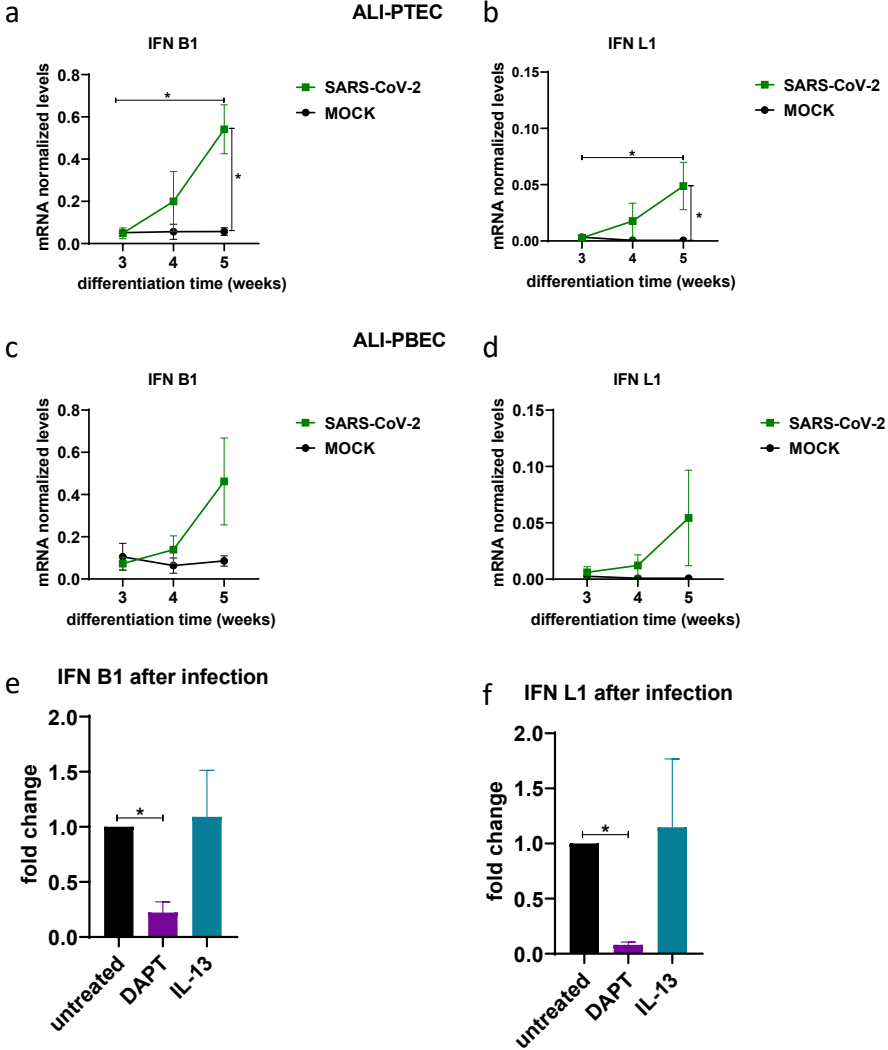 a
ALI-PTEC
b
IFN B1
IFN L1
mRNA normalized levels
0.8
0.6
0.4
0.2
0.0
*
*
3 4 5
differentiation time (weeks)
SARS-CoV-2
MOCK
mRNA normalized levels
0.15
0.10
0.05
0.00
*
*
3 4 5
differentiation time (weeks)
SARS-CoV-2
MOCK
c
ALI-PBEC
d
IFN B1
IFN L1
mRNA normalized levels
0.8
0.6
0.4
0.2
0.0
3 4 5
differentiation time (weeks)
SARS-CoV-2
MOCK
mRNA normalized levels
0.15
0.10
0.05
0.00
3 4 5
differentiation time (weeks)
SARS-CoV-2
MOCK
e
IFN B1 after infection
fold change
2.0
1.5
1.0
0.5
0.0
*
untreated
DAPT
IL-13
f
IFN L1 after infection
fold change
2.0
1.5
1.0
0.5
0.0
*
untreated
DAPT
IL-13